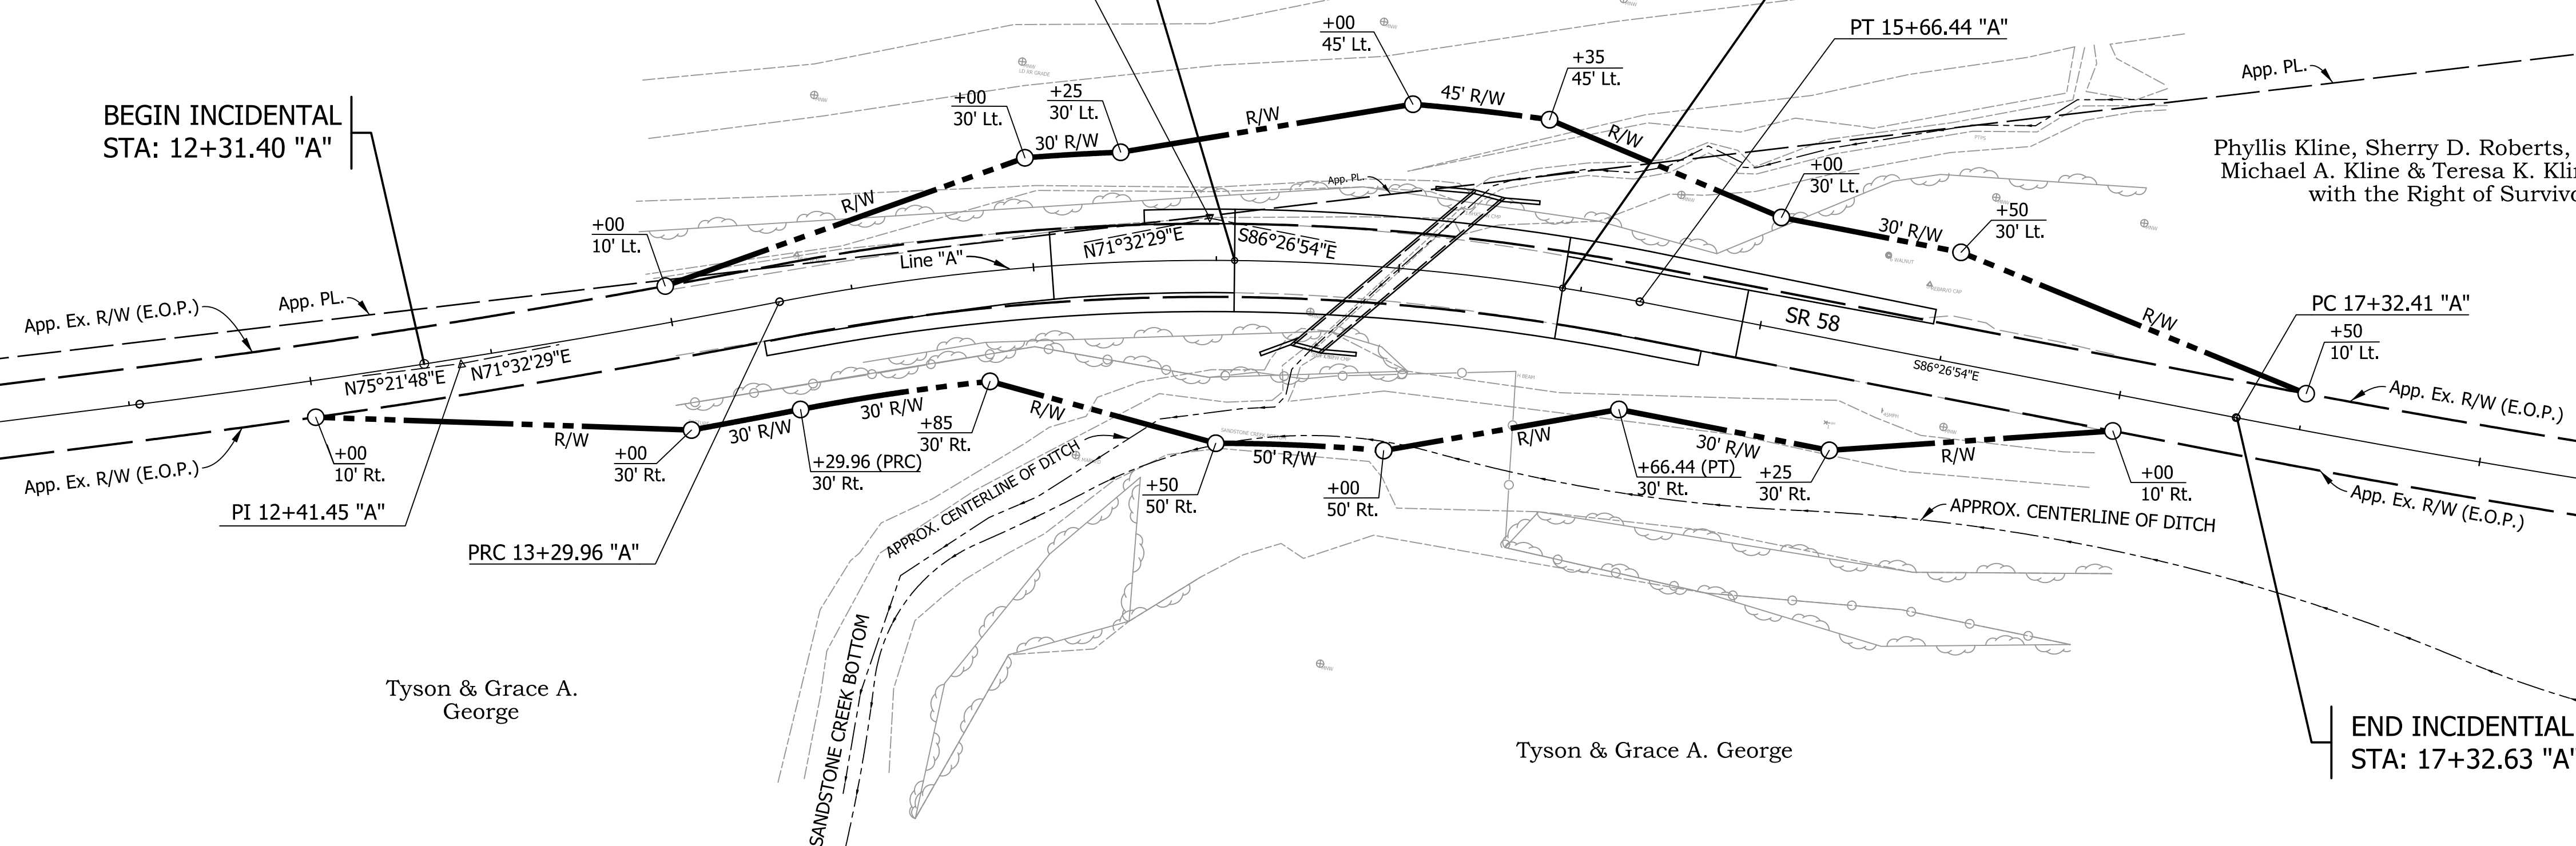 +00
45' Lt.
PT 15+66.44 "A"
+35
45' Lt.
App. PL.
LD RR GRADE
BEGIN INCIDENTAL
STA: 12+31.40 "A"
+00
30' Lt.
+25
30' Lt.
30' R/W
R/W
45' R/W
R/W
Phyllis Kline, Sherry D. Roberts,
Michael A. Kline & Teresa K. Kli
with the Right of Survivo
+00
30' Lt.
App. PL.
R/W
+00
10' Lt.
Line "A"
N71°32'29"E
S86°26'54"E
30' R/W
+50
30' Lt.
App. Ex. R/W (E.O.P.)
App. PL.
SR 58
R/W
PC 17+32.41 "A"
+50
10' Lt.
N75°21'48"E
N71°32'29"E
S86°26'54"E
App. Ex. R/W (E.O.P.)
30' R/W
30' R/W
R/W
R/W
+00
10' Rt.
+00
30' Rt.
+29.96 (PRC)
30' Rt.
+85
30' Rt.
R/W
30' R/W
R/W
50' R/W
+66.44 (PT)
30' Rt.
+25
30' Rt.
+00
10' Rt.
App. Ex. R/W (E.O.P.)
App. Ex. R/W (E.O.P.)
+50
50' Rt.
+00
50' Rt.
PI 12+41.45 "A"
PRC 13+29.96 "A"
APPROX. CENTERLINE OF DITCH
APPROX. CENTERLINE OF DITCH
SANDSTONE CREEK BOTTOM
Tyson & Grace A.
George
Tyson & Grace A. George
END INCIDENTIAL
STA: 17+32.63 "A"